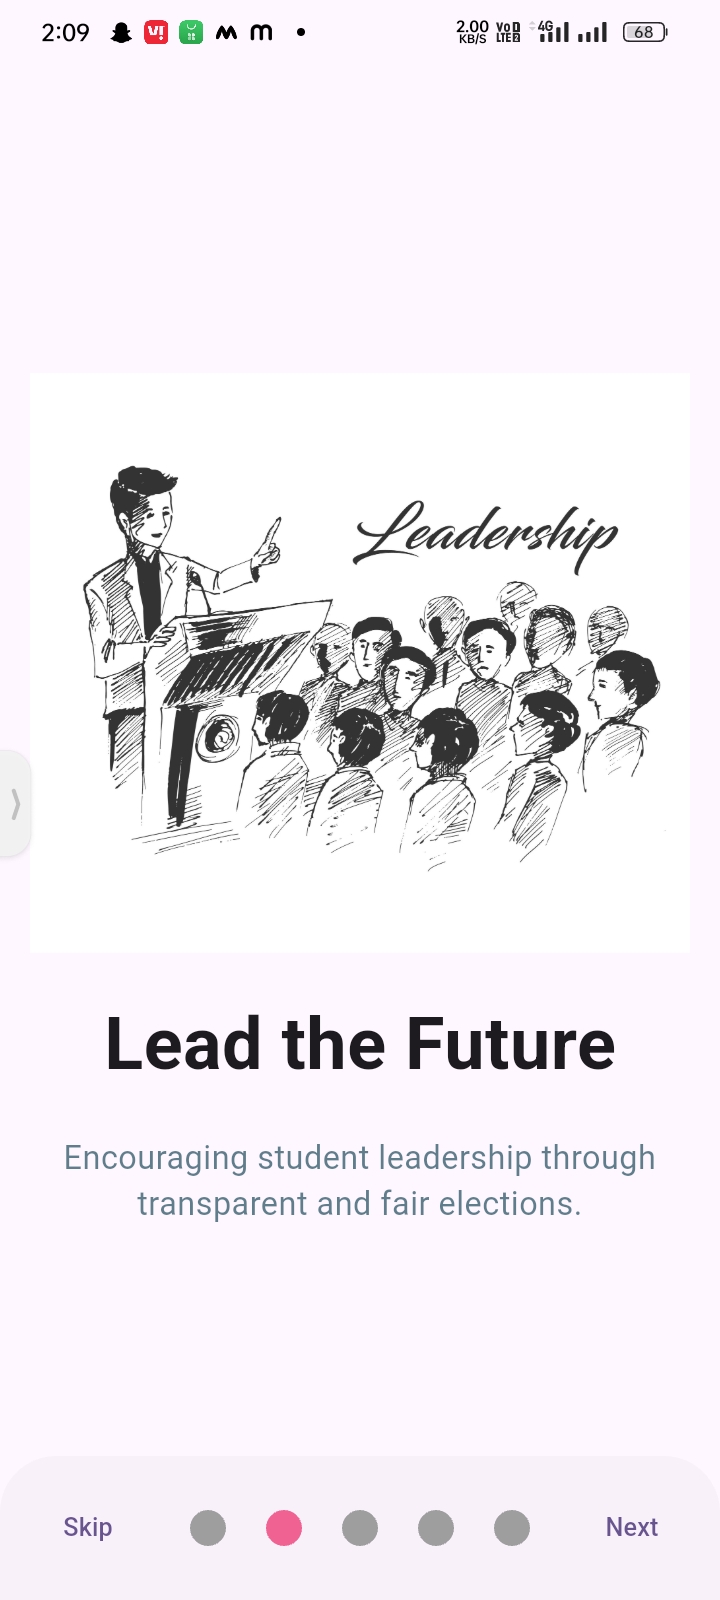 2:09
2.00
KB/S
Vo
LTE 2
4G
68
Leadership
Lead the Future
Encouraging student leadership through
transparent and fair elections.
Skip
Next